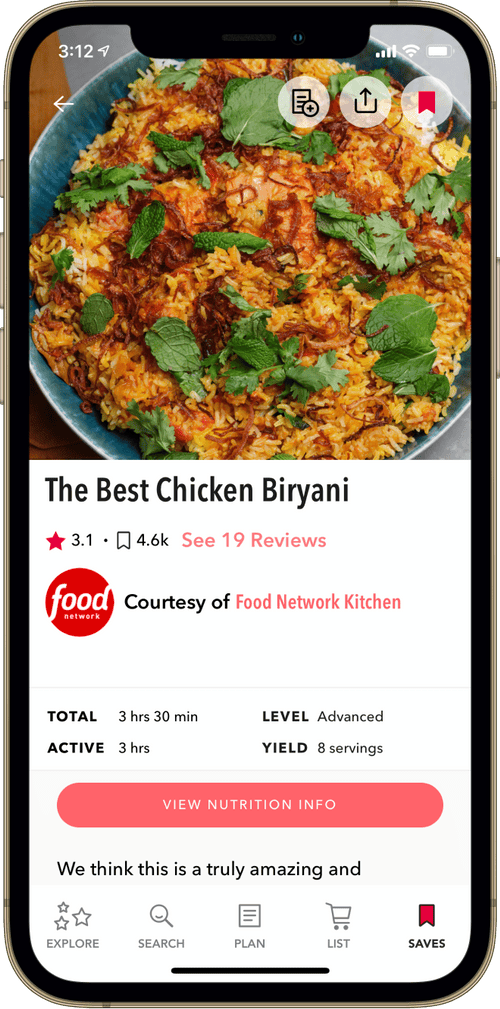 3:12
The Best Chicken Biryani
3.1 • 4.6k See 19 Reviews
food
network
Courtesy of Food Network Kitchen
TOTAL 3 hrs 30 min LEVEL Advanced
ACTIVE 3 hrs YIELD 8 servings
VIEW NUTRITION INFO
We think this is a truly amazing and
EXPLORE SEARCH PLAN LIST SAVES